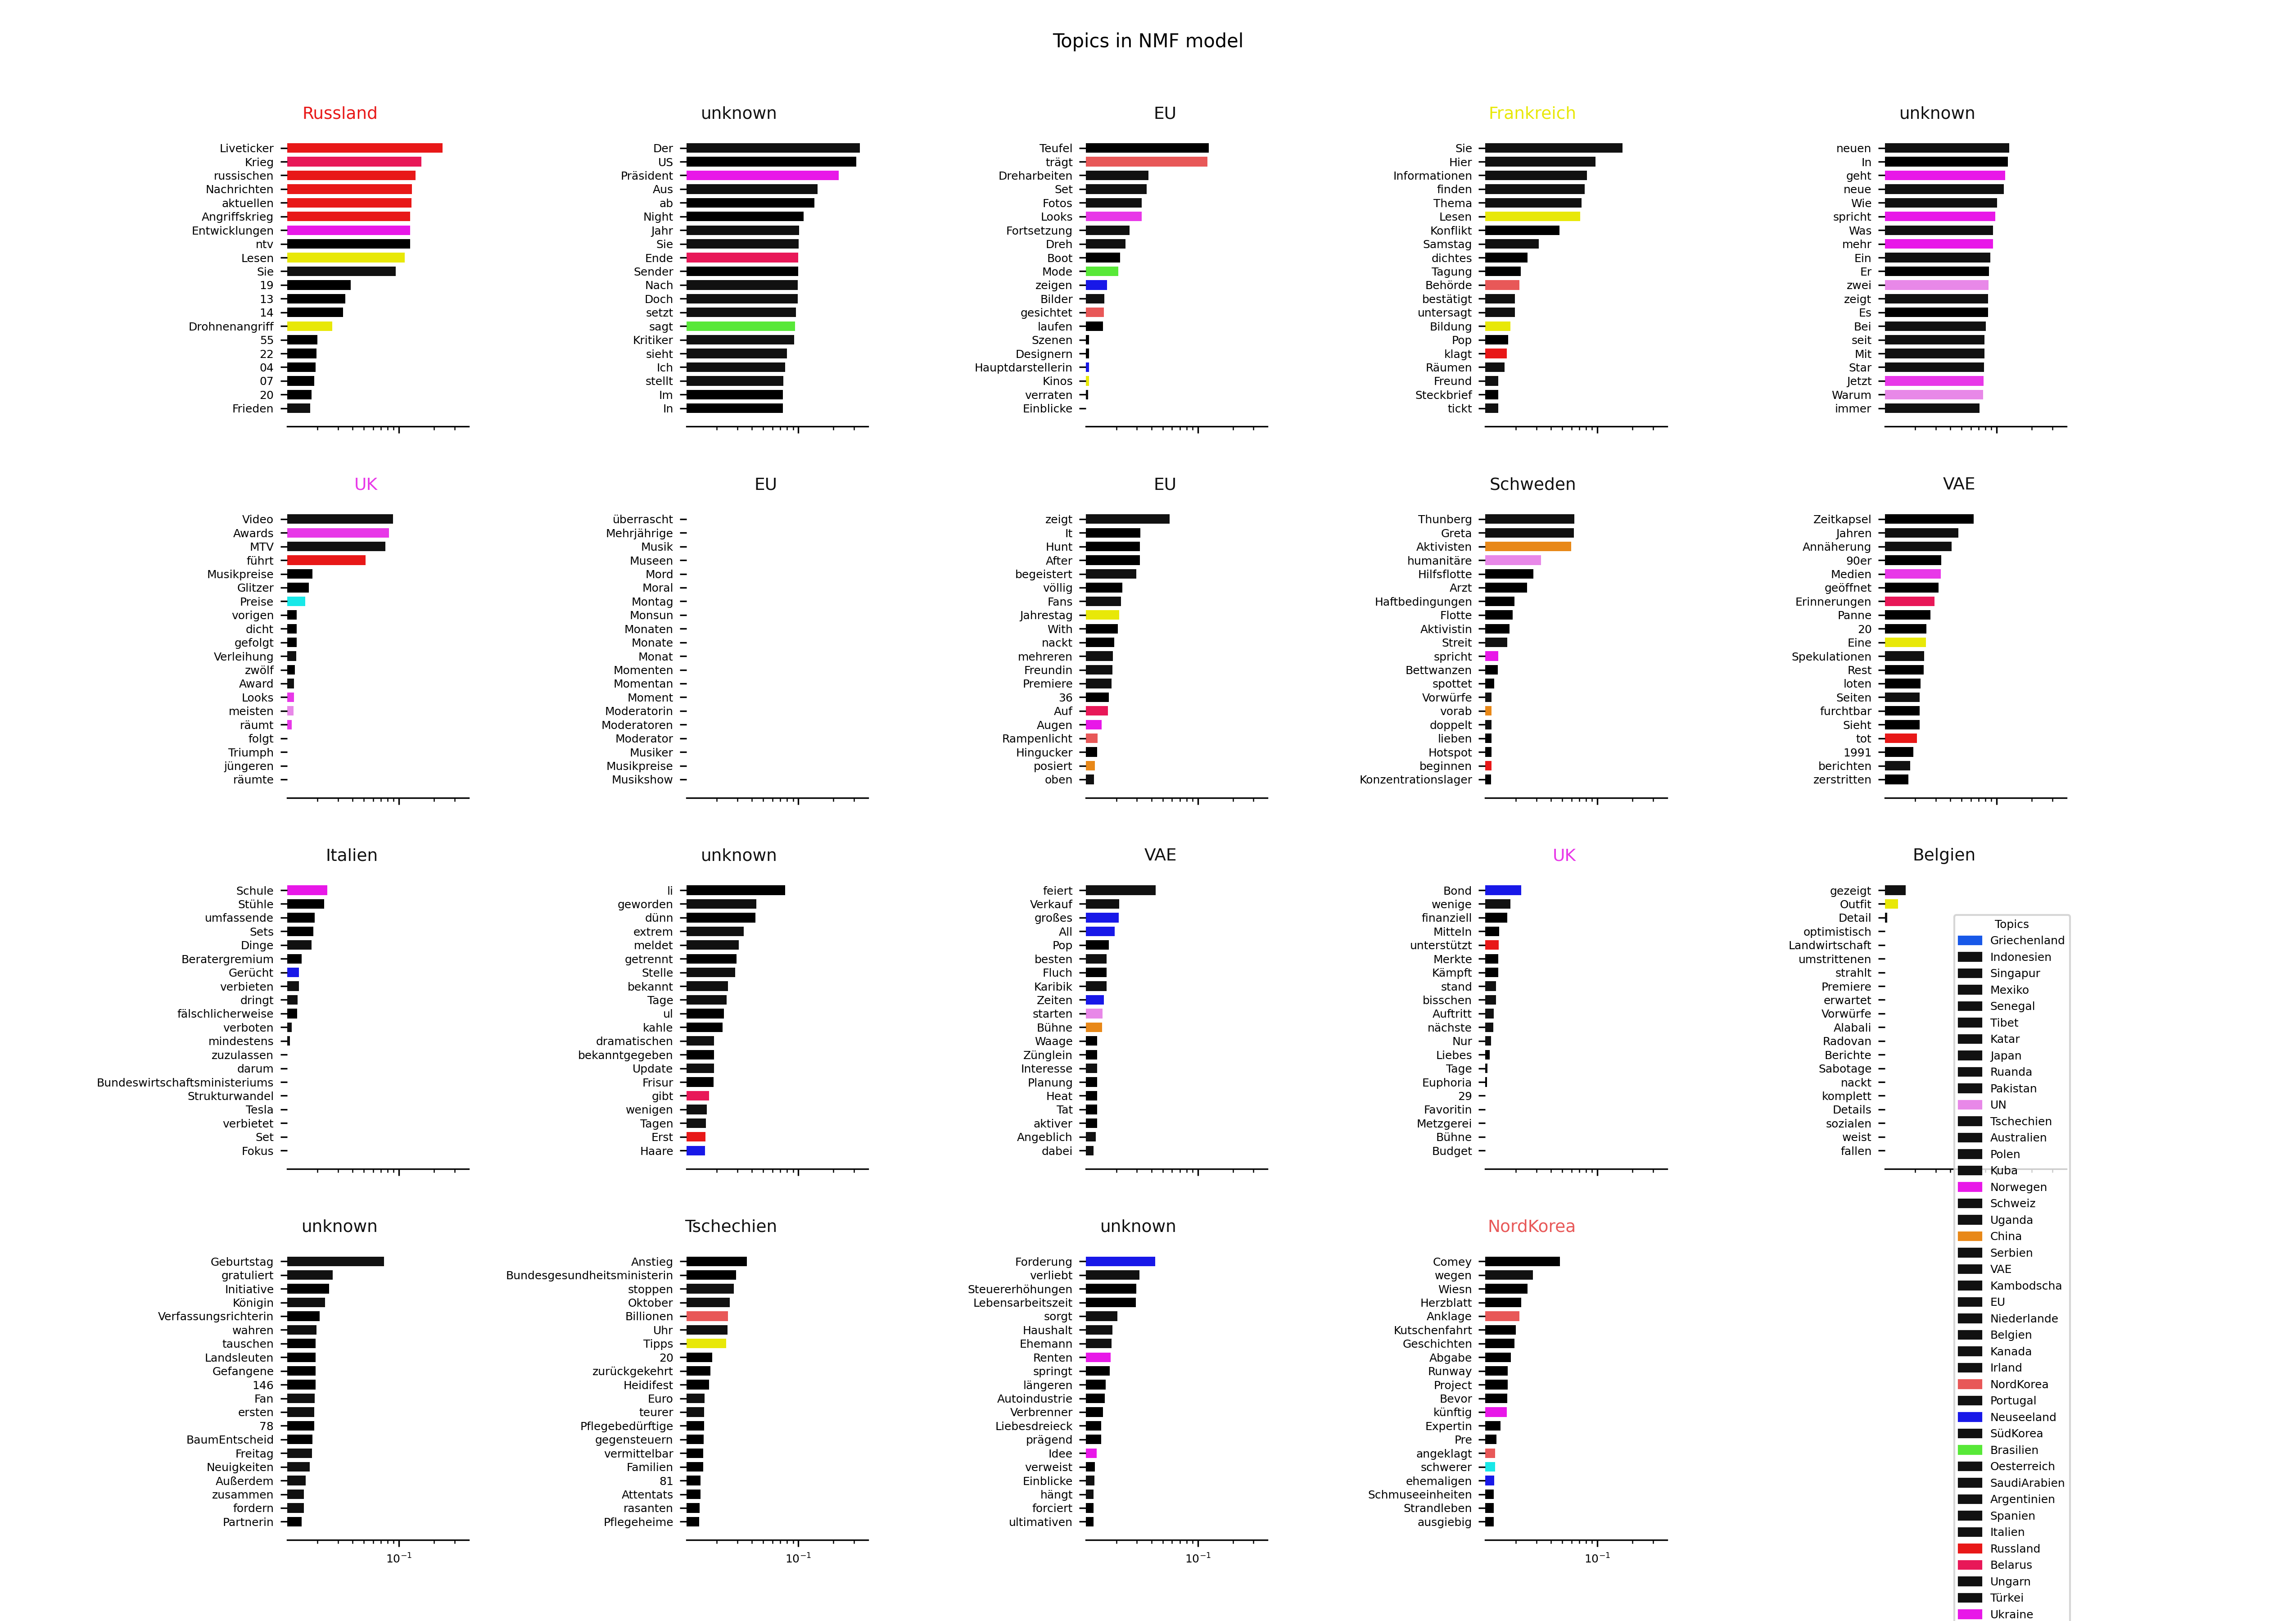 Topics in NMF model
Russland
Liveticker
Krieg
russischen
Nachrichten
aktuellen
Angriffskrieg
Entwicklungen
ntv
Lesen
Sie
19
13
14
Drohnenangriff
55
22
04
07
20
Frieden
unknown
Der
US
Präsident
Aus
ab
Night
Jahr
Sie
Ende
Sender
Nach
Doch
setzt
sagt
Kritiker
sieht
Ich
stellt
Im
In
EU
Teufel
trägt
Dreharbeiten
Set
Fotos
Looks
Fortsetzung
Dreh
Boot
Mode
zeigen
Bilder
gesichtet
laufen
Szenen
Designern
Hauptdarstellerin
Kinos
verraten
Einblicke
Frankreich
Sie
Hier
Informationen
finden
Thema
Lesen
Konflikt
Samstag
dichtes
Tagung
Behörde
bestätigt
untersagt
Bildung
Pop
klagt
Räumen
Freund
Steckbrief
tickt
unknown
neuen
In
geht
neue
Wie
spricht
Was
mehr
Ein
Er
zwei
zeigt
Es
Bei
seit
Mit
Star
Jetzt
Warum
immer
UK
Video
Awards
MTV
führt
Musikpreise
Glitzer
Preise
vorigen
dicht
gefolgt
Verleihung
zwölf
Award
Looks
meisten
räumt
folgt
Triumph
jüngeren
räumte
EU
überrascht
Mehrjährige
Musik
Museen
Mord
Moral
Montag
Monsun
Monaten
Monate
Monat
Momenten
Momentan
Moment
Moderatorin
Moderatoren
Moderator
Musiker
Musikpreise
Musikshow
EU
zeigt
It
Hunt
After
begeistert
völlig
Fans
Jahrestag
With
nackt
mehreren
Freundin
Premiere
36
Auf
Augen
Rampenlicht
Hingucker
posiert
oben
Schweden
Thunberg
Greta
Aktivisten
humanitäre
Hilfsflotte
Arzt
Haftbedingungen
Flotte
Aktivistin
Streit
spricht
Bettwanzen
spottet
Vorwürfe
vorab
doppelt
lieben
Hotspot
beginnen
Konzentrationslager
VAE
Zeitkapsel
Jahren
Annäherung
90er
Medien
geöffnet
Erinnerungen
Panne
20
Eine
Spekulationen
Rest
loten
Seiten
furchtbar
Sieht
tot
1991
berichten
zerstritten
Italien
Schule
Stühle
umfassende
Sets
Dinge
Beratergremium
Gerücht
verbieten
dringt
fälschlicherweise
verboten
mindestens
zuzulassen
darum
Bundeswirtschaftsministeriums
Strukturwandel
Tesla
verbietet
Set
Fokus
unknown
li
geworden
dünn
extrem
meldet
getrennt
Stelle
bekannt
Tage
ul
kahle
dramatischen
bekanntgegeben
Update
Frisur
gibt
wenigen
Tagen
Erst
Haare
VAE
feiert
Verkauf
großes
All
Pop
besten
Fluch
Karibik
Zeiten
starten
Bühne
Waage
Zünglein
Interesse
Planung
Heat
Tat
aktiver
Angeblich
dabei
UK
Bond
wenige
finanziell
Mitteln
unterstützt
Merkte
Kämpft
stand
bisschen
Auftritt
nächste
Nur
Liebes
Tage
Euphoria
29
Favoritin
Metzgerei
Bühne
Budget
Belgien
gezeigt
Outfit
Detail
optimistisch
Landwirtschaft
umstrittenen
strahlt
Premiere
erwartet
Vorwürfe
Alabali
Radovan
Berichte
Sabotage
nackt
komplett
Details
sozialen
weist
fallen
unknown
Geburtstag
gratuliert
Initiative
Königin
Verfassungsrichterin
wahren
tauschen
Landsleuten
Gefangene
146
Fan
ersten
78
BaumEntscheid
Freitag
Neuigkeiten
Außerdem
zusammen
fordern
Partnerin
10⁻¹
Tschechien
Anstieg
Bundesgesundheitsministerin
stoppen
Oktober
Billionen
Uhr
Tipps
20
zurückgekehrt
Heidifest
Euro
teurer
Pflegebedürftige
gegensteuern
vermittelbar
Familien
81
Attentats
rasanten
Pflegeheime
10⁻¹
unknown
Forderung
verliebt
Steuererhöhungen
Lebensarbeitszeit
sorgt
Haushalt
Ehemann
Renten
springt
längeren
Autoindustrie
Verbrenner
Liebesdreieck
prägend
Idee
verweist
Einblicke
hängt
forciert
ultimativen
10⁻¹
NordKorea
Comey
wegen
Wiesn
Herzblatt
Anklage
Kutschenfahrt
Geschichten
Abgabe
Runway
Project
Bevor
künftig
Expertin
Pre
angeklagt
schwerer
ehemaligen
Schmuseeinheiten
Strandleben
ausgiebig
10⁻¹
Topics
Griechenland
Indonesien
Singapur
Mexiko
Senegal
Tibet
Katar
Japan
Ruanda
Pakistan
UN
Tschechien
Australien
Polen
Kuba
Norwegen
Schweiz
Uganda
China
Serbien
VAE
Kambodscha
EU
Niederlande
Belgien
Kanada
Irland
NordKorea
Portugal
Neuseeland
SüdKorea
Brasilien
Oesterreich
SaudiArabien
Argentinien
Spanien
Italien
Russland
Belarus
Ungarn
Türkei
Ukraine